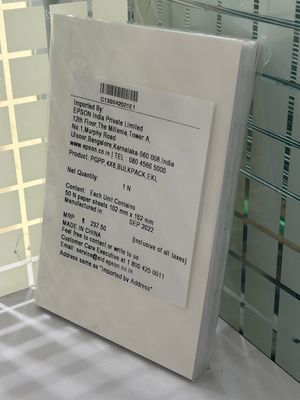 C13S042021E1
Imported By
EPSON India Private Limited
12th Floor, The Millenia, Tower A,
No.1, Murphy Road
Ulsoor, Bangalore, Karnataka-560 008, India
www.epson.co.in | TEL : 080 4566 5000
Product: PGPP,4X6,BULKPACK,EKL
Net Quantity 1 N
Content: Each Unit Contains
50 N paper sheets 102 mm x 152 mm
Manufactured in SEP 2022
MRP ₹ 237.50 (inclusive of all taxes)
MADE IN CHINA
Feel free to contact or write to us
Customer Care Executive at 1 800 425 0011
Email: service@eid.epson.co.in
Address same as "Imported by Address"